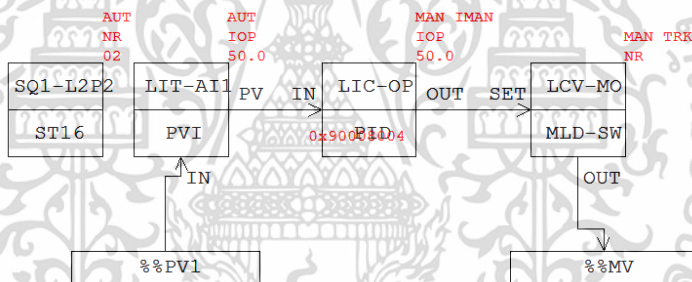 AUT
NR
02
AUT
IOP
50.0
MAN IMAN
IOP
50.0
MAN TRK
NR
SQ1-L2P2
ST16
LIT-AI1
PVI
PV
IN
LIC-OP
PID
0x90008004
OUT
SET
LCV-MO
MLD-SW
IN
OUT
%%PV1
%%MV